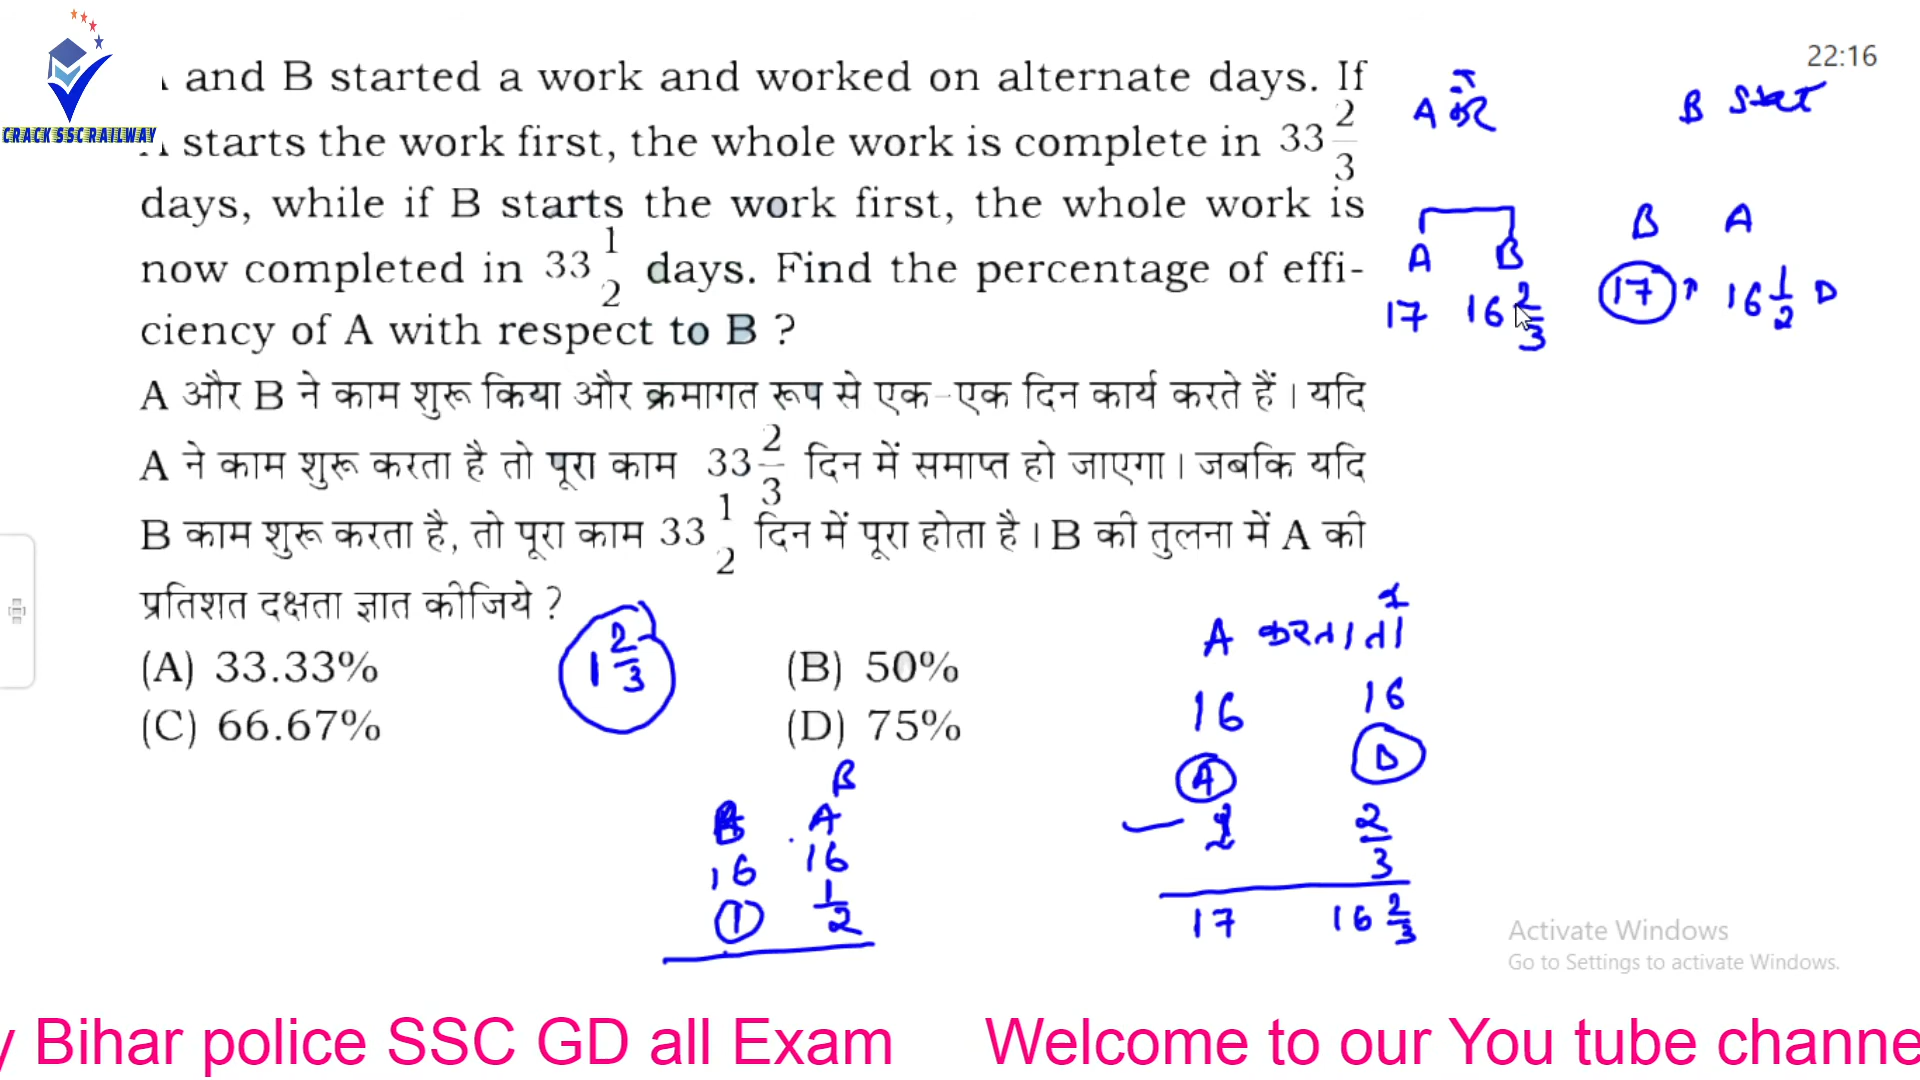 22:16
CRACK SSC RAILWAY
and B started a work and worked on alternate days. If
starts the work first, the whole work is complete in 33 2/3
days, while if B starts the work first, the whole work is
now completed in 33 1/2 days. Find the percentage of effi-
ciency of A with respect to B ?
A और B ने काम शुरू किया और क्रमागत रूप से एक-एक दिन कार्य करते हैं। यदि
A ने काम शुरू करता है तो पूरा काम 33 2/3 दिन में समाप्त हो जाएगा। जबकि यदि
B काम शुरू करता है, तो पूरा काम 33 1/2 दिन में पूरा होता है। B की तुलना में A की
प्रतिशत दक्षता ज्ञात कीजिये ?
(A) 33.33% (B) 50%
(C) 66.67% (D) 75%
A B
17 16 2/3
B A
17 16 1/2 D
1 2/3
B
A
16 16
1 1/2
A करता
16 16
A
2/3
17 16 2/3
Activate Windows
Go to Settings to activate Windows.
y Bihar police SSC GD all Exam Welcome to our You tube channe